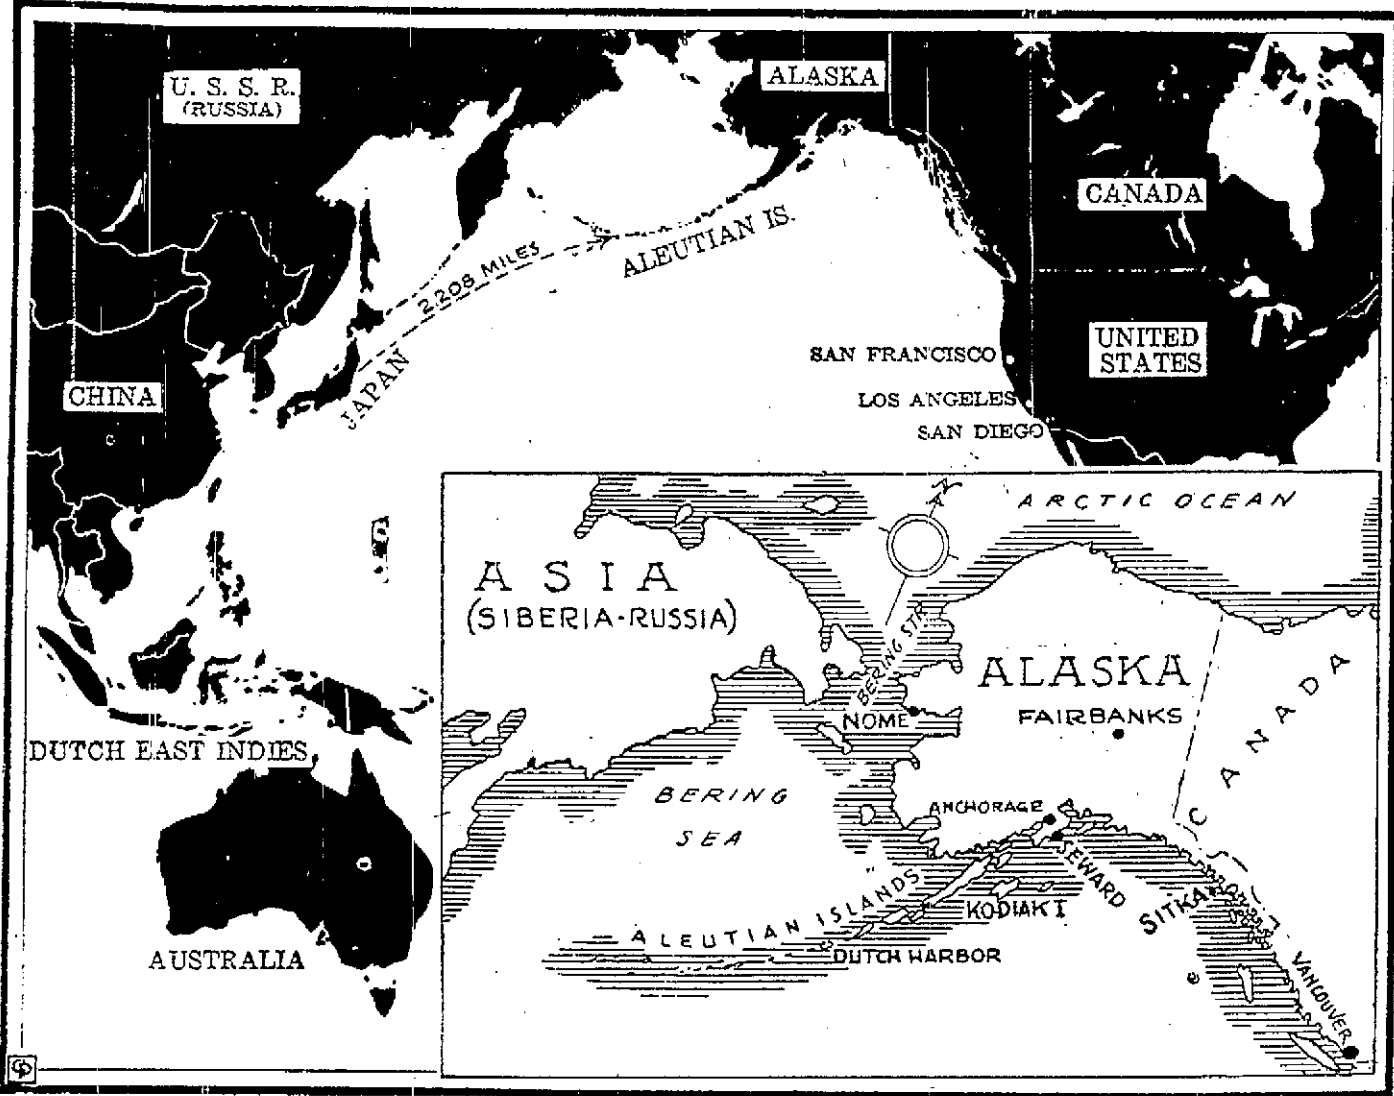 U. S. S. R.
(RUSSIA)
ALASKA
CANADA
2,208 MILES
ALEUTIAN IS.
UNITED
STATES
SAN FRANCISCO
JAPAN
CHINA
LOS ANGELES
SAN DIEGO
DUTCH EAST INDIES
AUSTRALIA
N
ARCTIC OCEAN
ASIA
(SIBERIA-RUSSIA)
BERING STR.
ALASKA
CANADA
NOME
FAIRBANKS
BERING
SEA
ANCHORAGE
SEWARD
ALEUTIAN ISLANDS
KODIAK I
SITKA
DUTCH HARBOR
VANCOUVER
CP